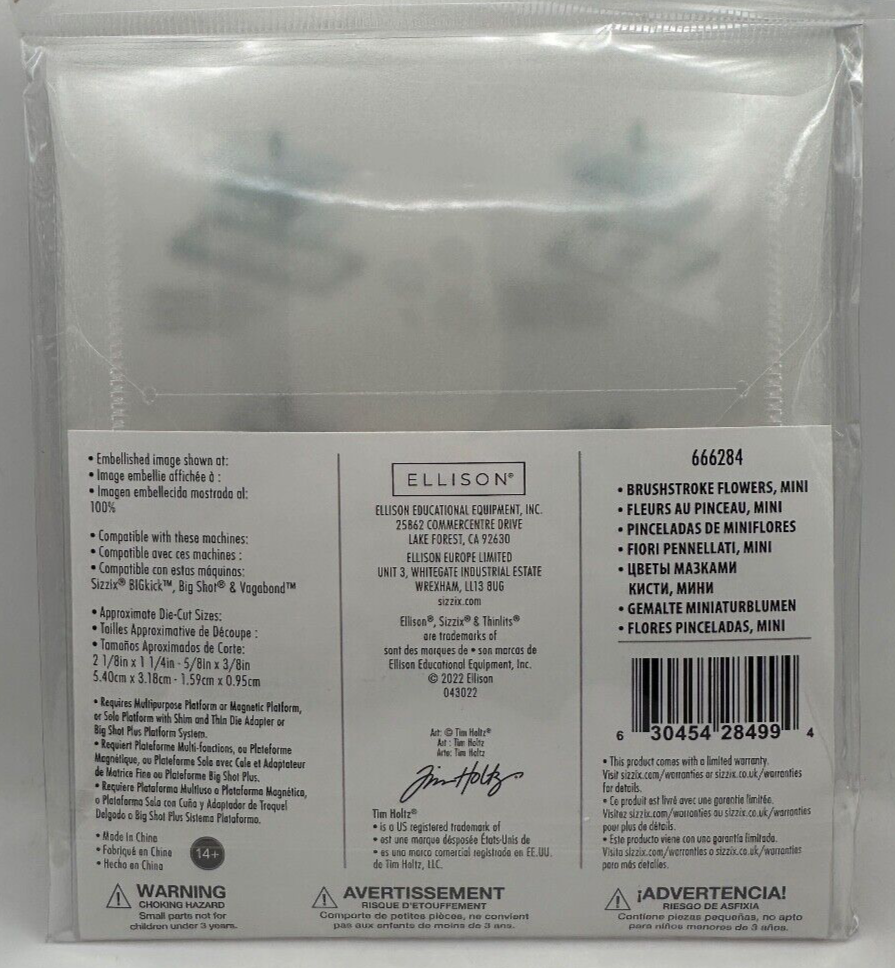 • Embellished image shown at:
• Image embellie affichée à :
• Imagen embellecida mostrada al:
100%
• Compatible with these machines:
• Compatible avec ces machines :
• Compatible con estas máquinas:
Sizzix® BIGkick™, Big Shot® & Vagabond™
• Approximate Die-Cut Sizes:
• Tailles Approximative de Découpe :
• Tamaños Aproximados de Corte:
2 1/8in x 1 1/4in - 5/8in x 3/8in
5.40cm x 3.18cm - 1.59cm x 0.95cm
• Requires Multipurpose Platform or Magnetic Platform,
or Solo Platform with Shim and Thin Die Adapter or
Big Shot Plus Platform System.
• Requiert Plateforme Multi-fonctions, ou Plateforme
Magnétique, ou Plateforme Solo avec Cale et Adaptateur
de Matrice Fine ou Plateforme Big Shot Plus.
• Requiere Plataforma Multiuso o Plataforma Magnética,
o Plataforma Sola con Cuña y Adaptador de Troquel
Delgado o Big Shot Plus Sistema Plataforma.
• Made in China
• Fabriqué en Chine
• Hecho en China
14+
ELLISON®
ELLISON EDUCATIONAL EQUIPMENT, INC.
25862 COMMERCENTRE DRIVE
LAKE FOREST, CA 92630
ELLISON EUROPE LIMITED
UNIT 3, WHITEGATE INDUSTRIAL ESTATE
WREXHAM, LL13 8UG
sizzix.com
Ellison®, Sizzix® & Thinlits®
are trademarks of
sont des marques de • son marcas de
Ellison Educational Equipment, Inc.
© 2022 Ellison
043022
Art: © Tim Holtz®
Art : Tim Holtz
Arte: Tim Holtz
Tim Holtz
Tim Holtz®
• is a US registered trademark of
• est une marque désposée États-Unis de
• es una marca comercial registrada en EE.UU.
de Tim Holtz, LLC.
666284
• BRUSHSTROKE FLOWERS, MINI
• FLEURS AU PINCEAU, MINI
• PINCELADAS DE MINIFLORES
• FIORI PENNELLATI, MINI
• ЦВЕТЫ МАЗКАМИ
КИСТИ, МИНИ
• GEMALTE MINIATURBLUMEN
• FLORES PINCELADAS, MINI
6 30454 28499 4
• This product comes with a limited warranty.
Visit sizzix.com/warranties or sizzix.co.uk/warranties
for details.
• Ce produit est livré avec une garantie limitée.
Visitez sizzix.com/warranties ou sizzix.co.uk/warranties
pour plus de détails.
• Este producto viene con una garantía limitada.
Visita sizzix.com/warranties o sizzix.co.uk/warranties
para más detalles.
WARNING
CHOKING HAZARD
Small parts not for
children under 3 years.
AVERTISSEMENT
RISQUE D'ETOUFFEMENT
Comporte de petites pièces, ne convient
pas aux enfants de moins de 3 ans.
¡ADVERTENCIA!
RIESGO DE ASFIXIA
Contiene piezas pequeñas, no apto
para niños menores de 3 años.